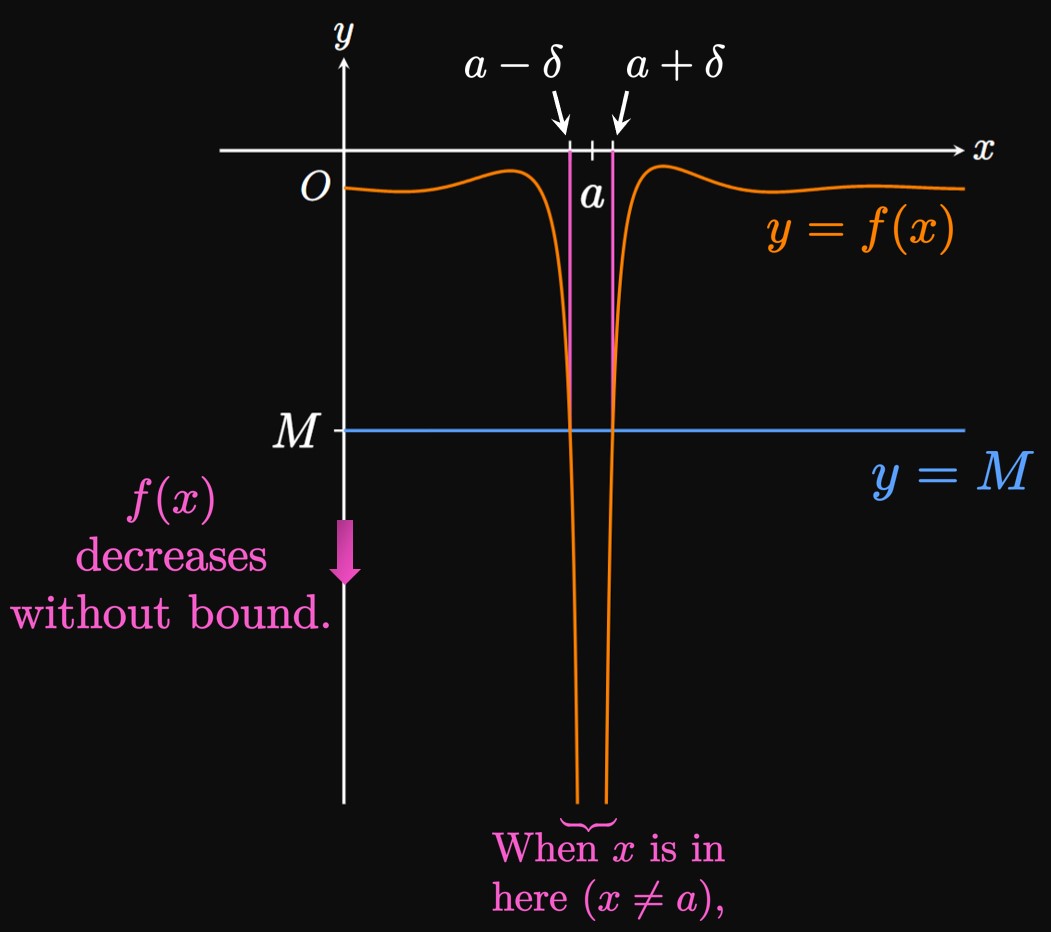 y
a − δ
a + δ
x
O
a
y = f(x)
M
y = M
f(x)
decreases
without bound.
When x is in
here (x ≠ a),